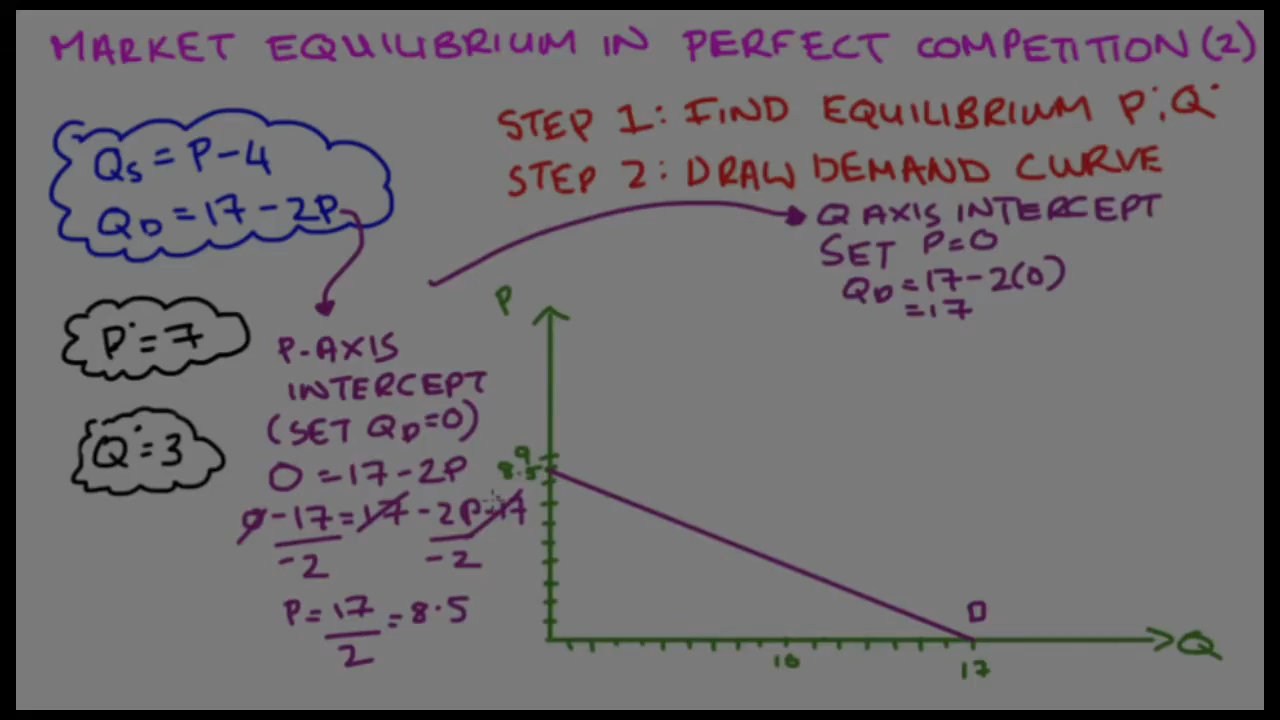 MARKET EQUILIBRIUM IN PERFECT COMPETITION (2)
STEP 1: FIND EQUILIBRIUM P*, Q*
STEP 2: DRAW DEMAND CURVE
Qs = P - 4
QD = 17 - 2P
Q AXIS INTERCEPT
SET P = 0
QD = 17 - 2(0)
= 17
P* = 7
Q* = 3
P-AXIS
INTERCEPT
(SET QD = 0)
0 = 17 - 2P
0 - 17 = 17 - 2P - 17
-2 -2
P = 17/2 = 8.5
P
9
8.5
D
10
17
Q